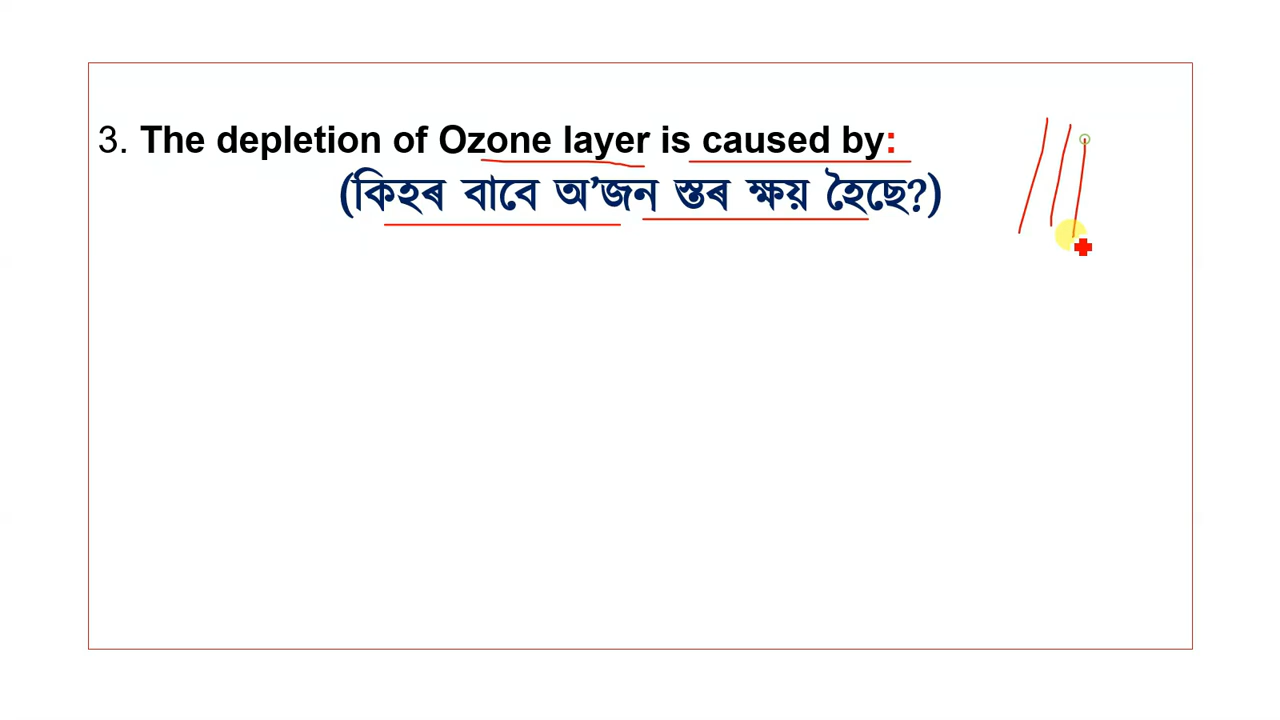 3. The depletion of Ozone layer is caused by:
(কিহৰ বাবে অ’জন স্তৰ ক্ষয় হৈছে?)